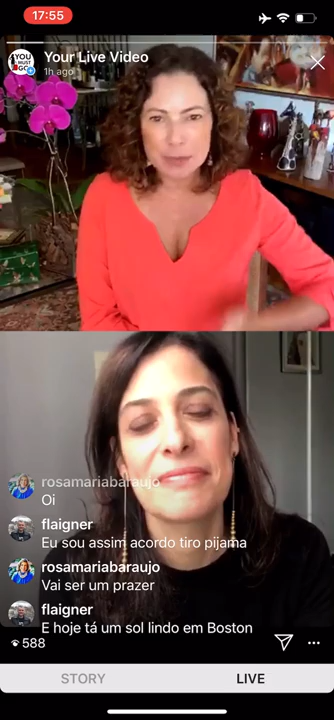 17:55
YOU
MUST
GO!
Your Live Video
1h ago
rosamariabaraujo
Oi
flaigner
Eu sou assim acordo tiro pijama
rosamariabaraujo
Vai ser um prazer
flaigner
E hoje tá um sol lindo em Boston
588
STORY
LIVE